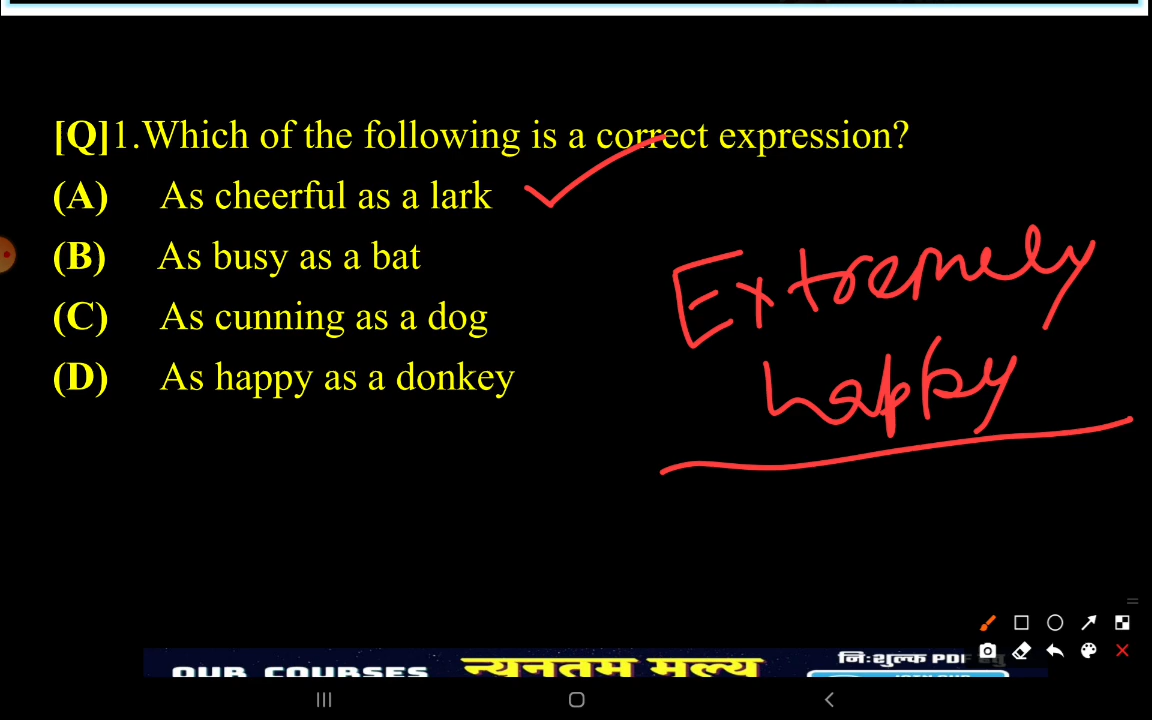 [Q]1.Which of the following is a correct expression?
(A) As cheerful as a lark
(B) As busy as a bat
(C) As cunning as a dog
(D) As happy as a donkey
Extremely
happy
OUR COURSES न्यूनतम मूल्य निःशुल्क PDF